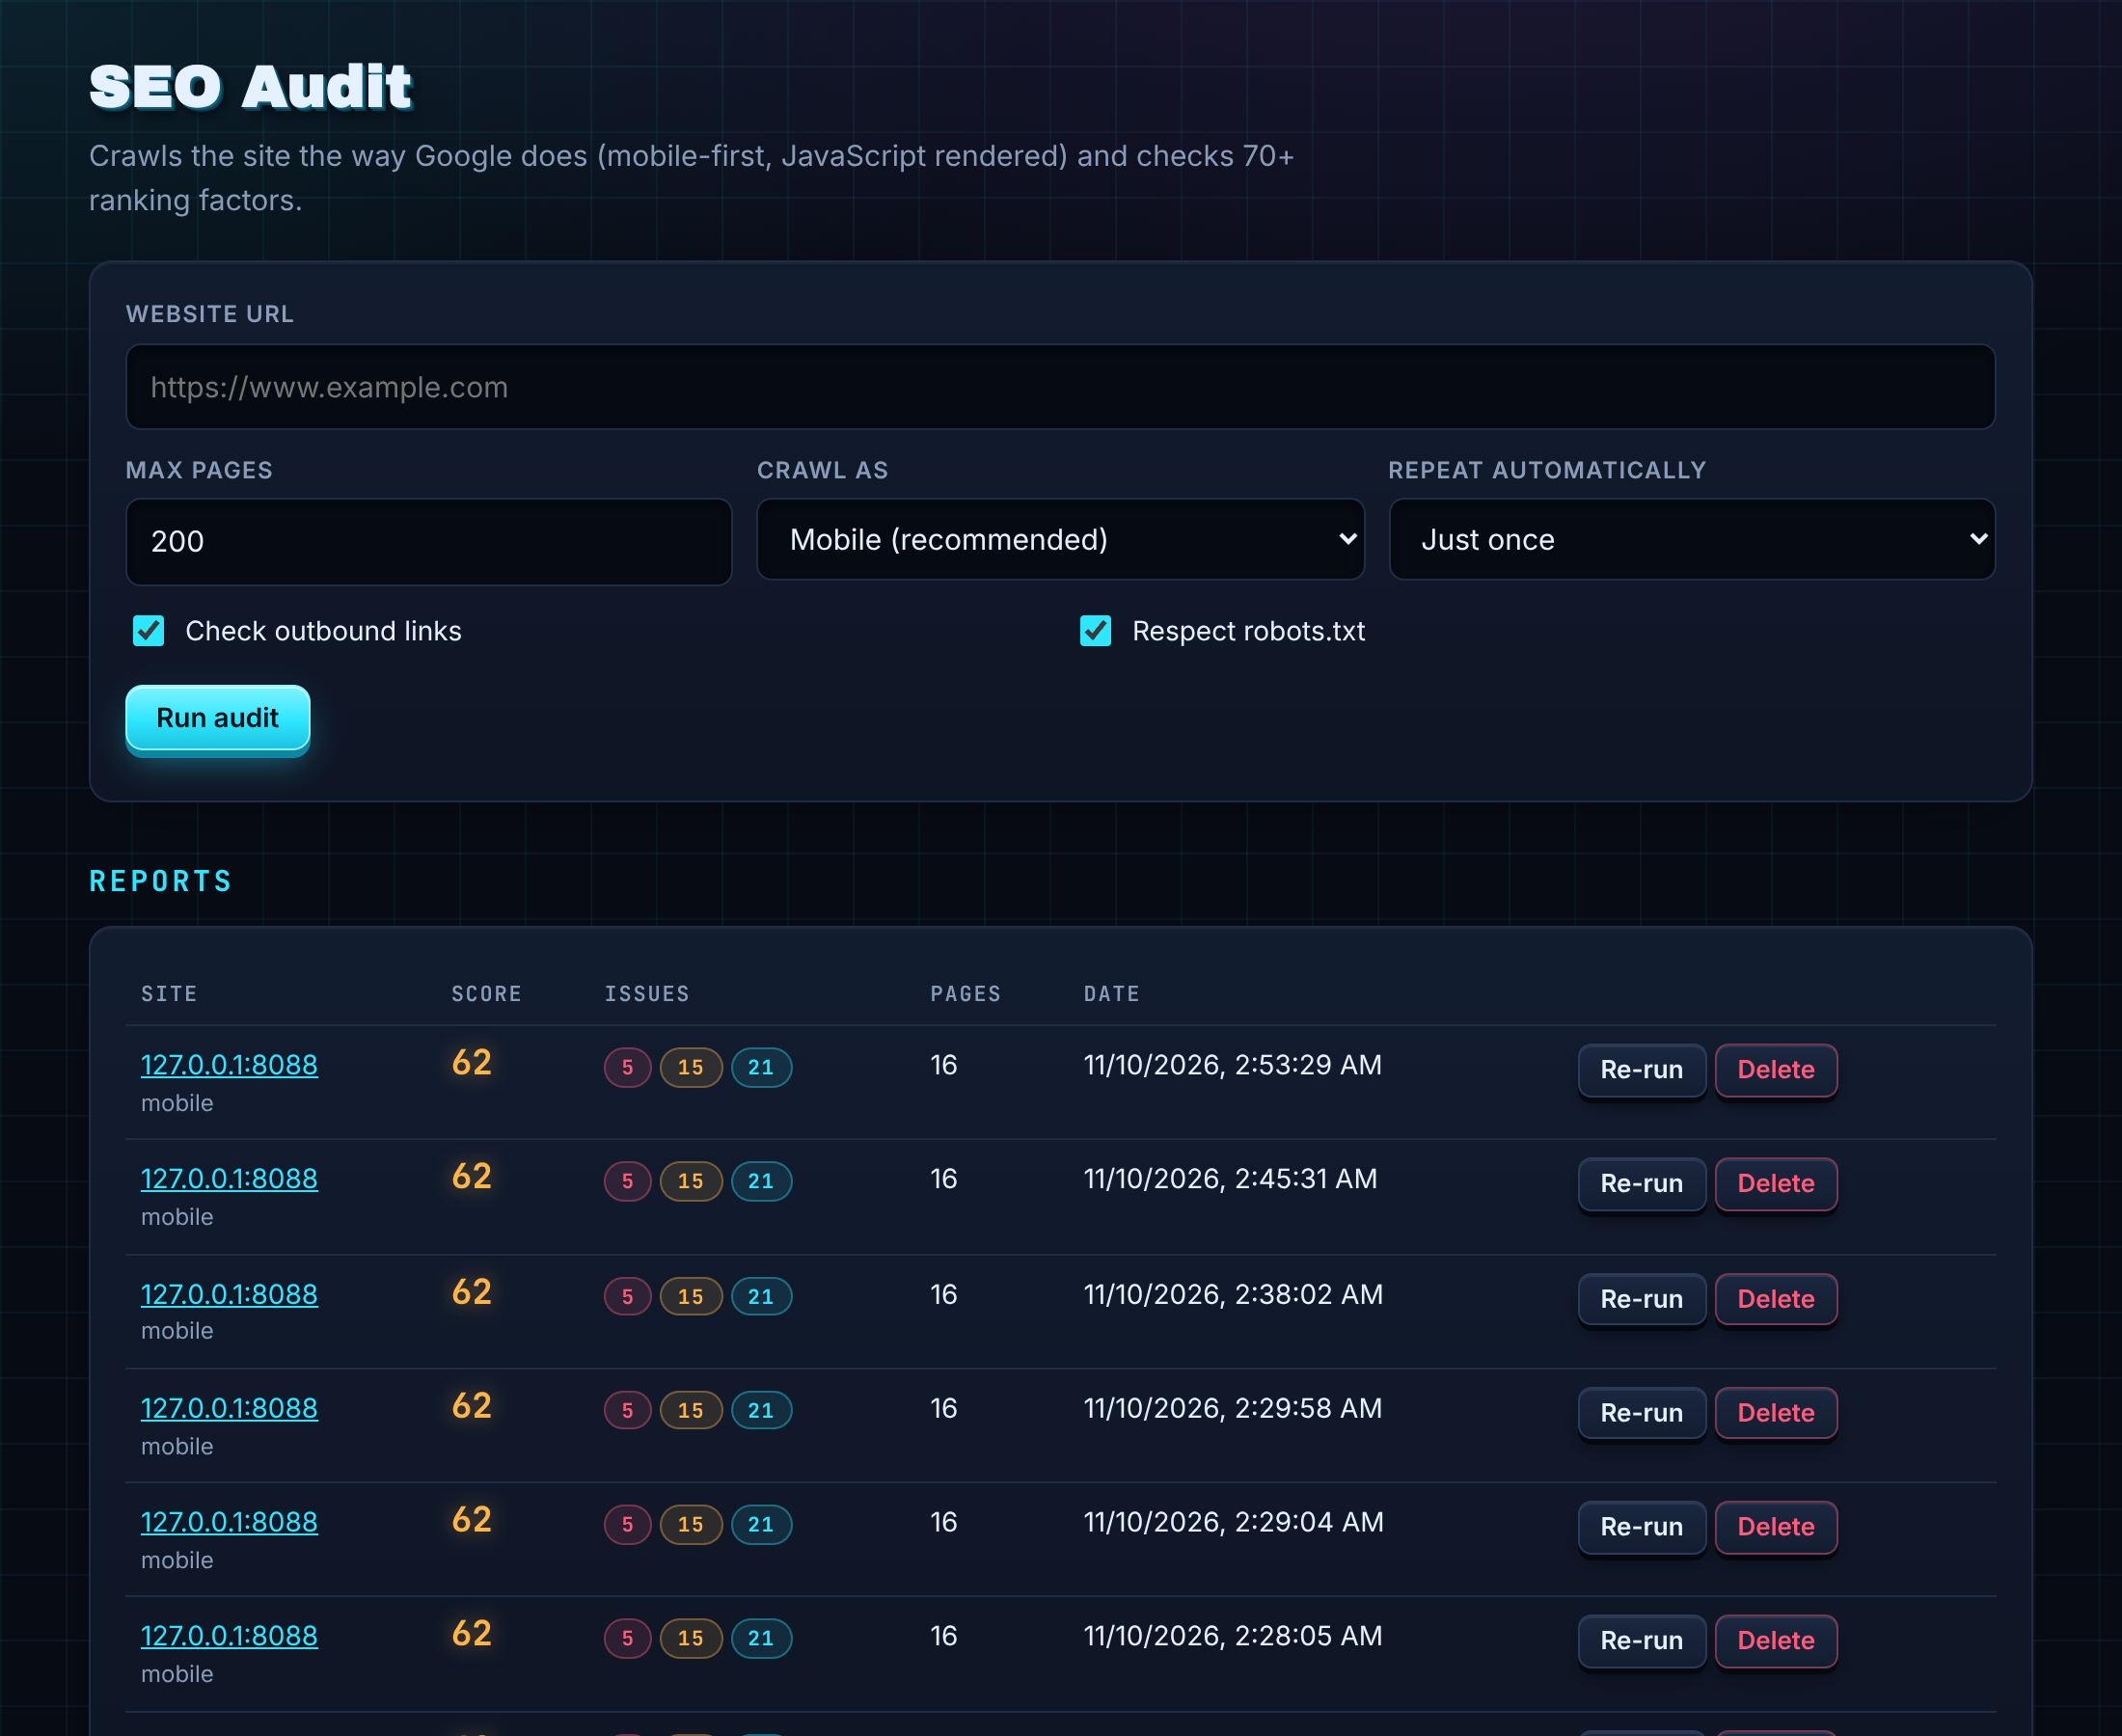 SEO Audit
Crawls the site the way Google does (mobile-first, JavaScript rendered) and checks 70+
ranking factors.
WEBSITE URL
https://www.example.com
MAX PAGES CRAWL AS REPEAT AUTOMATICALLY
200 Mobile (recommended) Just once
Check outbound links Respect robots.txt
Run audit
REPORTS
SITE SCORE ISSUES PAGES DATE
127.0.0.1:8088 62 5 15 21 16 11/10/2026, 2:53:29 AM Re-run Delete
mobile
127.0.0.1:8088 62 5 15 21 16 11/10/2026, 2:45:31 AM Re-run Delete
mobile
127.0.0.1:8088 62 5 15 21 16 11/10/2026, 2:38:02 AM Re-run Delete
mobile
127.0.0.1:8088 62 5 15 21 16 11/10/2026, 2:29:58 AM Re-run Delete
mobile
127.0.0.1:8088 62 5 15 21 16 11/10/2026, 2:29:04 AM Re-run Delete
mobile
127.0.0.1:8088 62 5 15 21 16 11/10/2026, 2:28:05 AM Re-run Delete
mobile